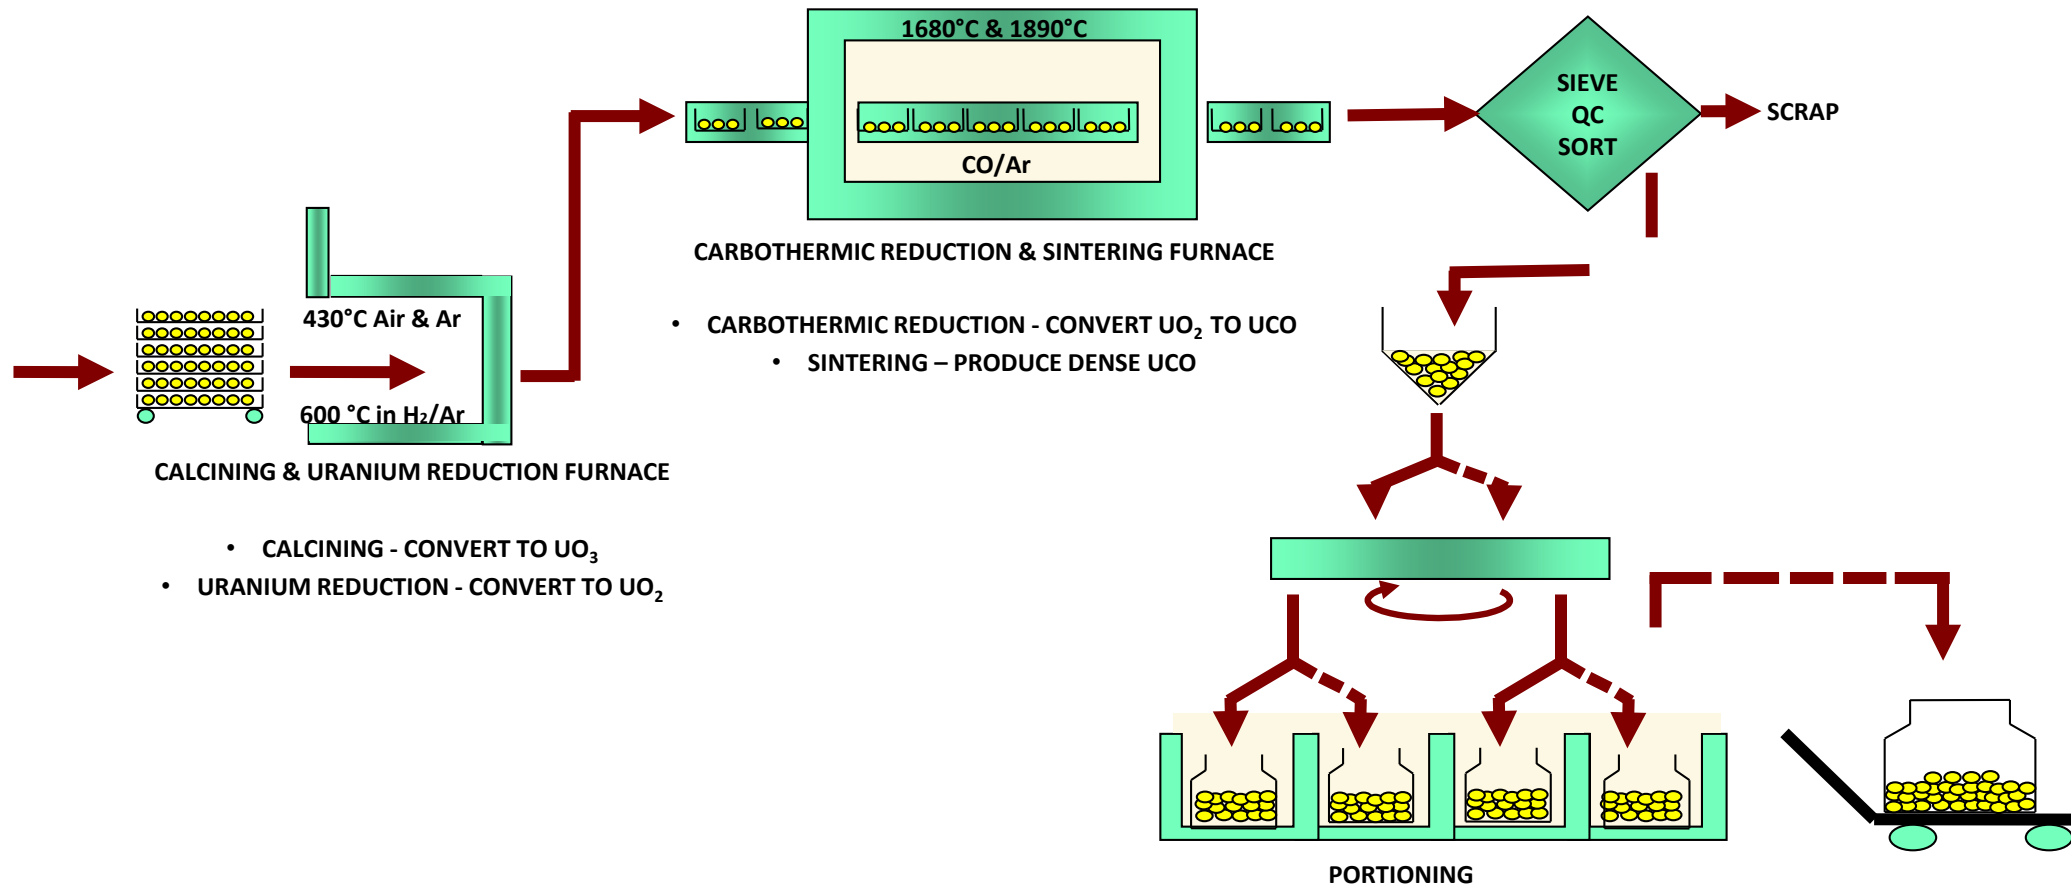 1680°C & 1890°C
CO/Ar
SIEVE
QC
SORT
SCRAP
CARBOTHERMIC REDUCTION & SINTERING FURNACE
• CARBOTHERMIC REDUCTION - CONVERT UO₂ TO UCO
• SINTERING – PRODUCE DENSE UCO
430°C Air & Ar
600 °C in H₂/Ar
CALCINING & URANIUM REDUCTION FURNACE
• CALCINING - CONVERT TO UO₃
• URANIUM REDUCTION - CONVERT TO UO₂
PORTIONING